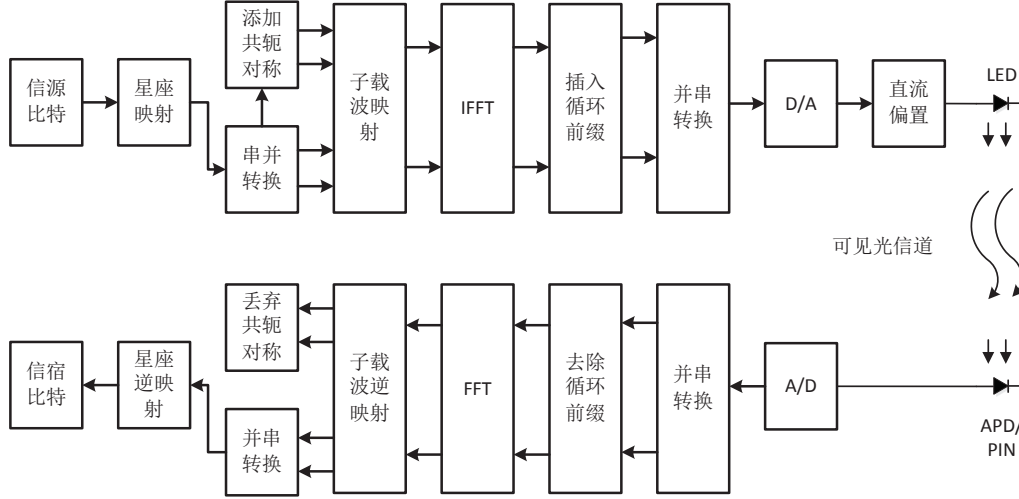 信源
比特
星座
映射
添加
共轭
对称
串并
转换
子载
波映
射
IFFT
插入
循环
前缀
并串
转换
D/A
直流
偏置
LED
可见光信道
信宿
比特
星座
逆映
射
丢弃
共轭
对称
并串
转换
子载
波逆
映射
FFT
去除
循环
前缀
并串
转换
A/D
APD/
PIN